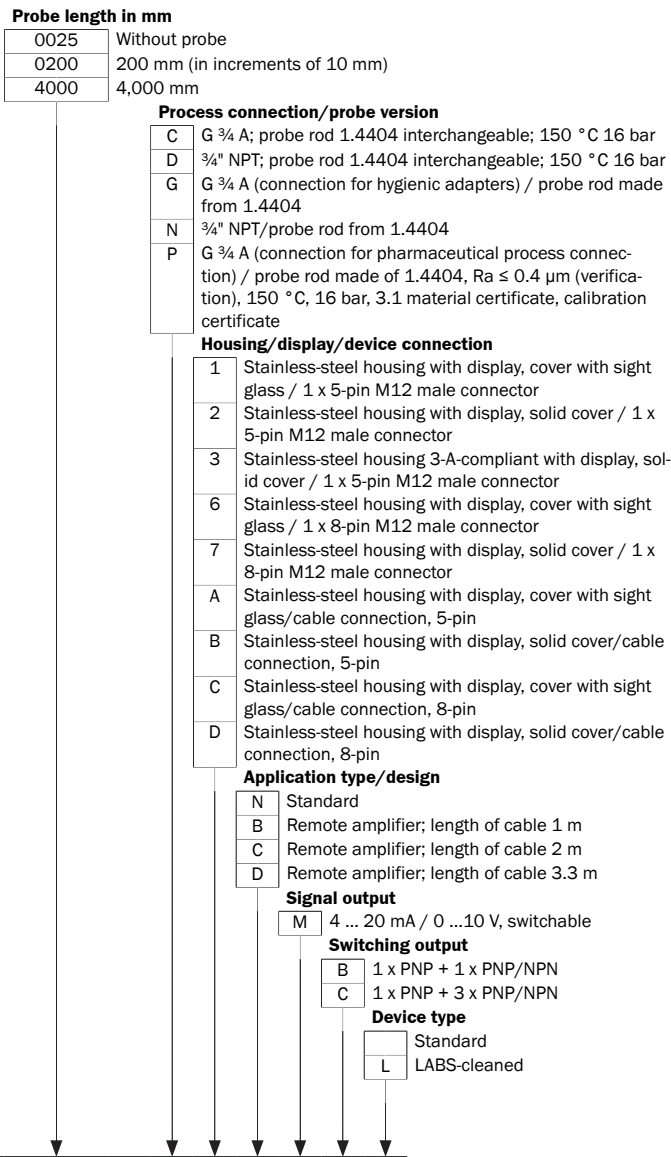 Probe length in mm
0025 Without probe
0200 200 mm (in increments of 10 mm)
4000 4,000 mm
Process connection/probe version
C G ¾ A; probe rod 1.4404 interchangeable; 150 °C 16 bar
D ¾" NPT; probe rod 1.4404 interchangeable; 150 °C 16 bar
G G ¾ A (connection for hygienic adapters) / probe rod made
from 1.4404
N ¾" NPT/probe rod from 1.4404
P G ¾ A (connection for pharmaceutical process connec-
tion) / probe rod made of 1.4404, Ra ≤ 0.4 µm (verifica-
tion), 150 °C, 16 bar, 3.1 material certificate, calibration
certificate
Housing/display/device connection
1 Stainless-steel housing with display, cover with sight
glass / 1 x 5-pin M12 male connector
2 Stainless-steel housing with display, solid cover / 1 x
5-pin M12 male connector
3 Stainless-steel housing 3-A-compliant with display, sol-
id cover / 1 x 5-pin M12 male connector
6 Stainless-steel housing with display, cover with sight
glass / 1 x 8-pin M12 male connector
7 Stainless-steel housing with display, solid cover / 1 x
8-pin M12 male connector
A Stainless-steel housing with display, cover with sight
glass/cable connection, 5-pin
B Stainless-steel housing with display, solid cover/cable
connection, 5-pin
C Stainless-steel housing with display, cover with sight
glass/cable connection, 8-pin
D Stainless-steel housing with display, solid cover/cable
connection, 8-pin
Application type/design
N Standard
B Remote amplifier; length of cable 1 m
C Remote amplifier; length of cable 2 m
D Remote amplifier; length of cable 3.3 m
Signal output
M 4 ... 20 mA / 0 ...10 V, switchable
Switching output
B 1 x PNP + 1 x PNP/NPN
C 1 x PNP + 3 x PNP/NPN
Device type
Standard
L LABS-cleaned